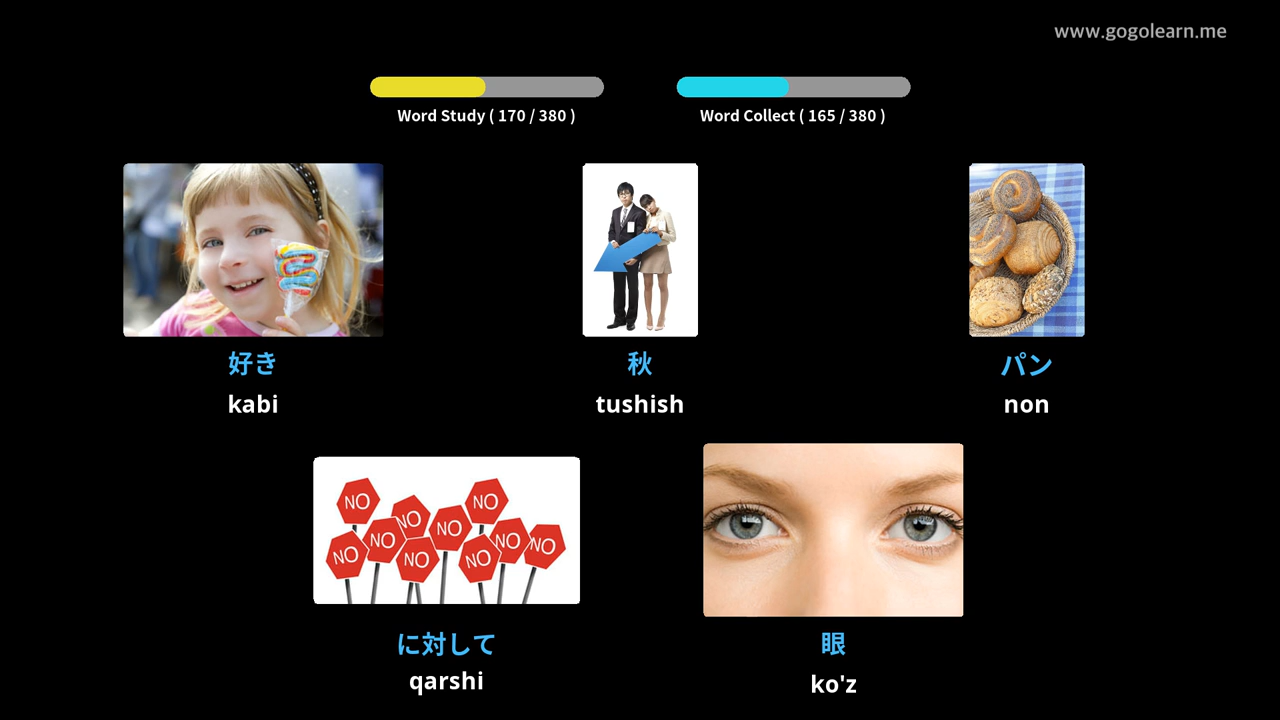 www.gogolearn.me
Word Study ( 170 / 380 )
Word Collect ( 165 / 380 )
好き
kabi
秋
tushish
パン
non
NO
NO
NO
NO
NO
NO
NO
NO
NO
NO
に対して
qarshi
眼
ko'z